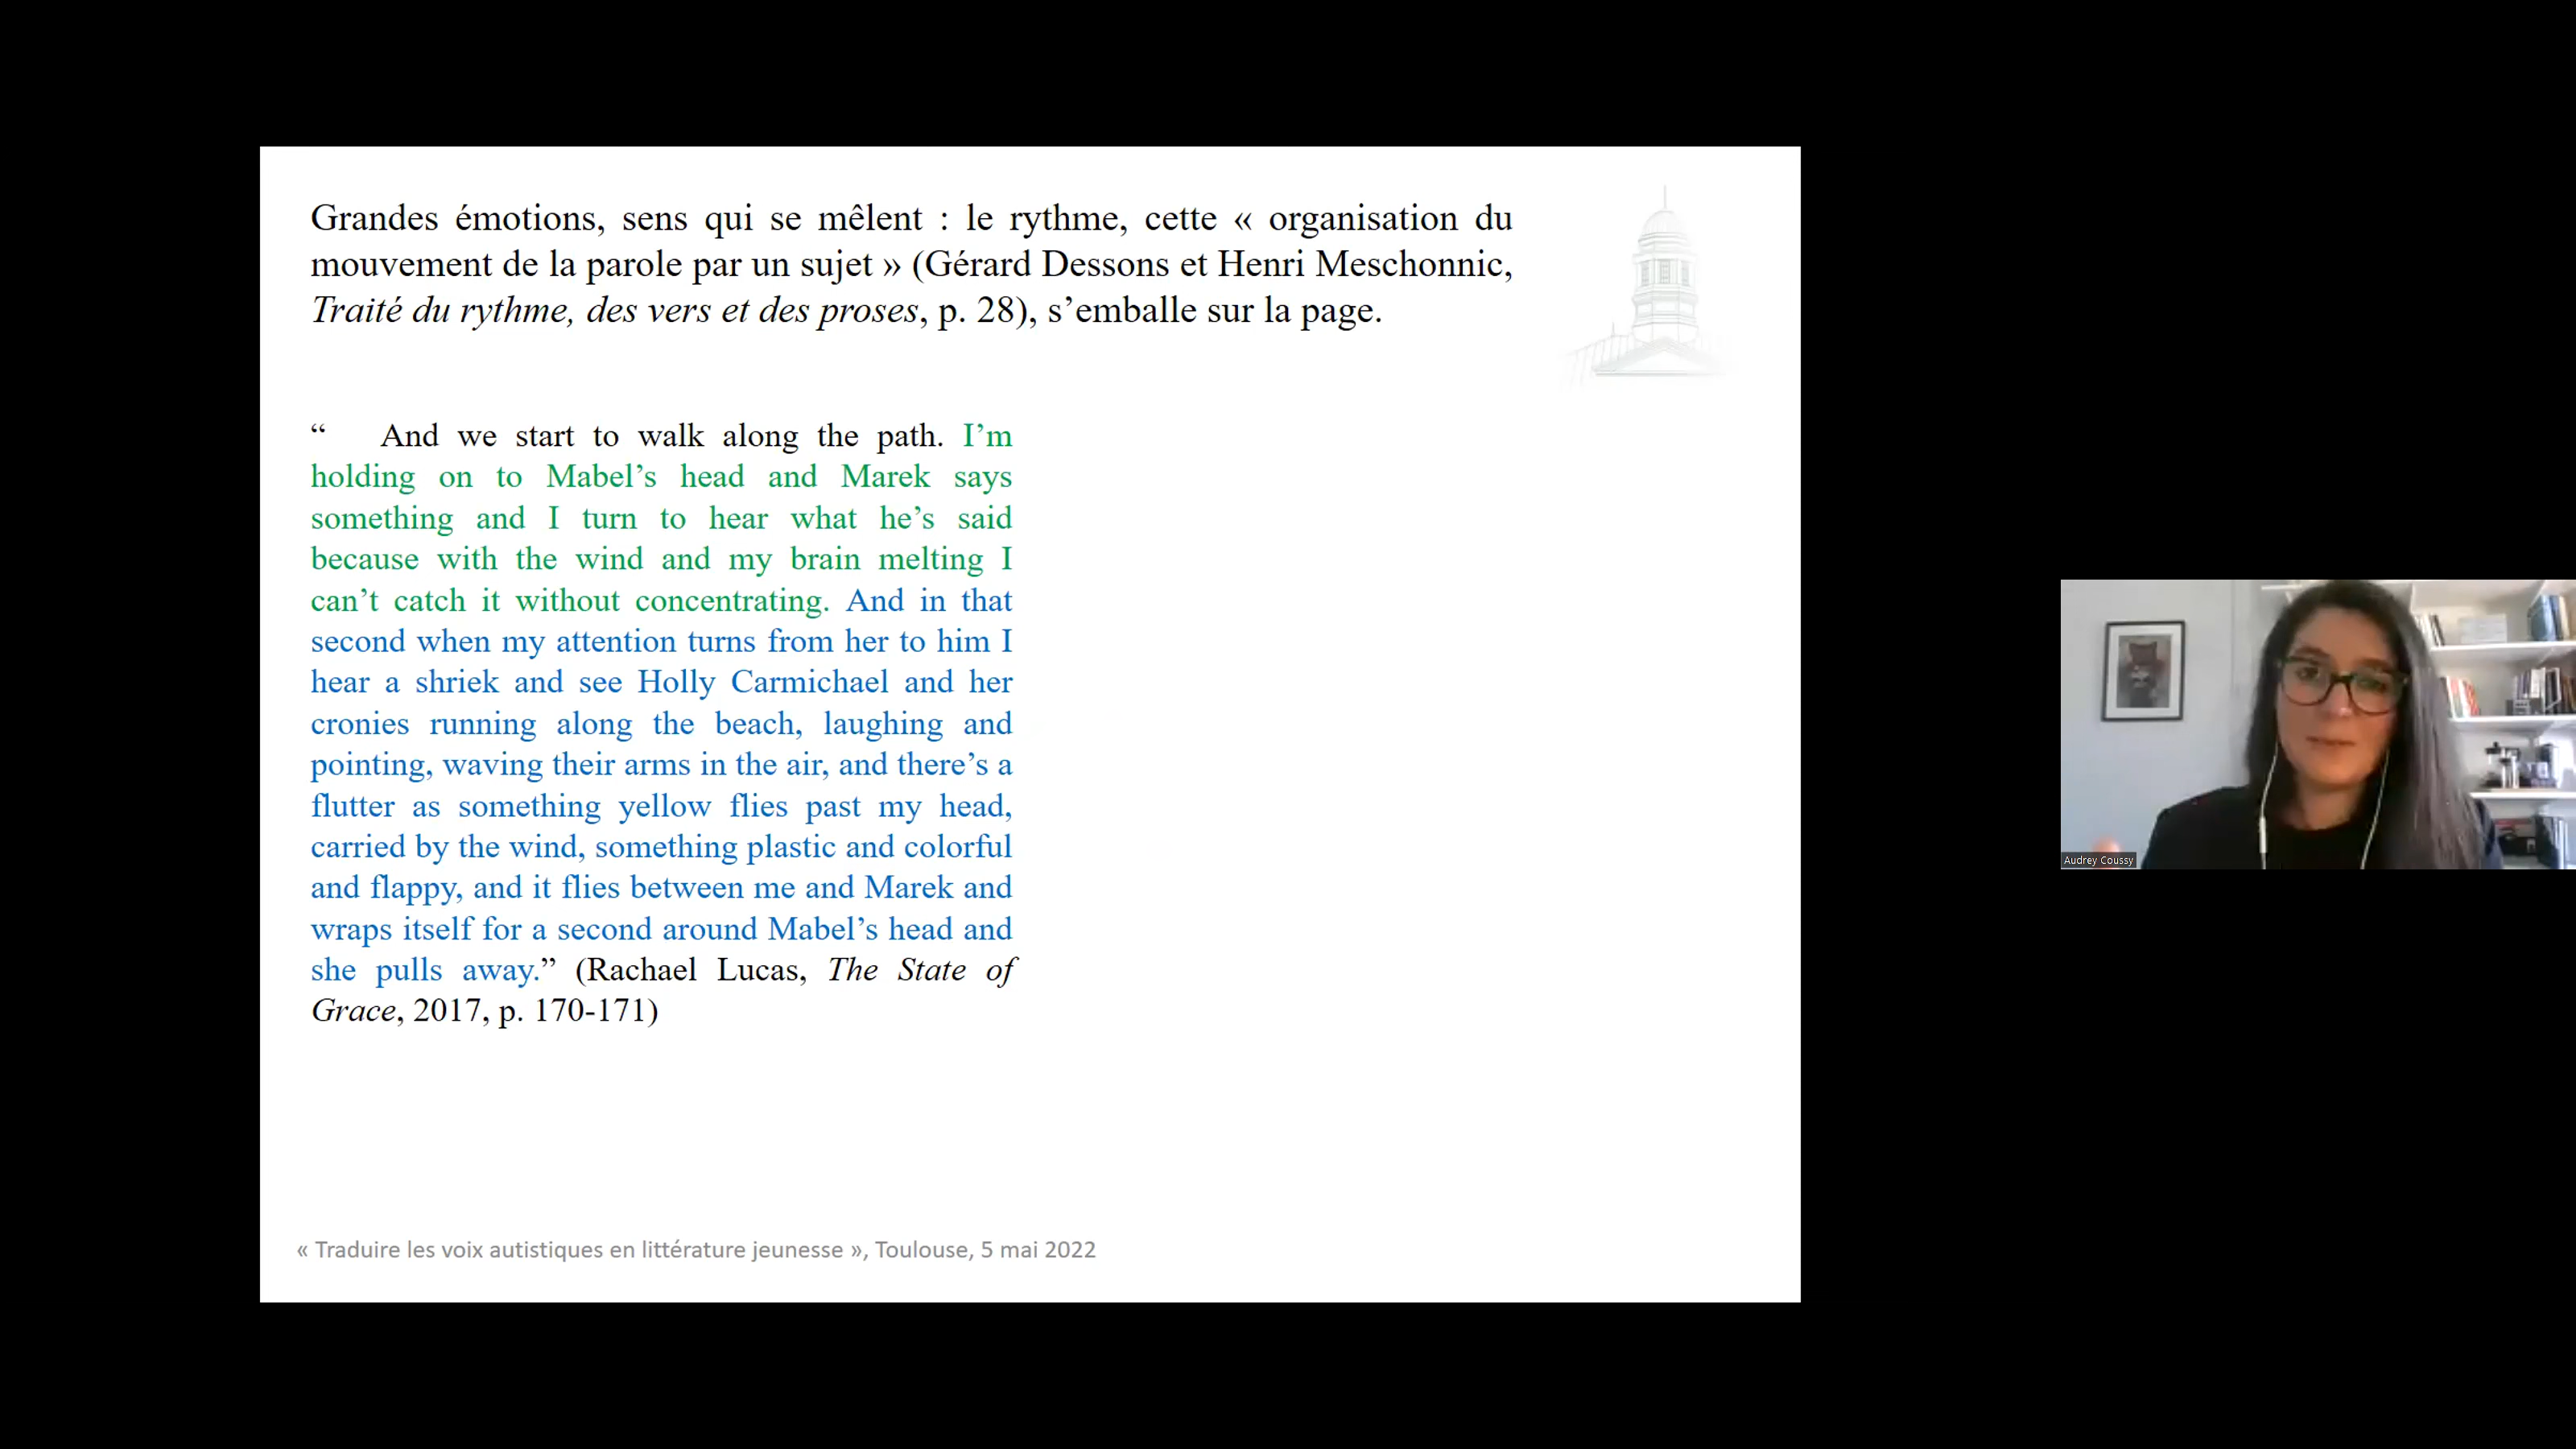 Grandes émotions, sens qui se mêlent : le rythme, cette « organisation du
mouvement de la parole par un sujet » (Gérard Dessons et Henri Meschonnic,
Traité du rythme, des vers et des proses, p. 28), s’emballe sur la page.
“ And we start to walk along the path. I’m
holding on to Mabel’s head and Marek says
something and I turn to hear what he’s said
because with the wind and my brain melting I
can’t catch it without concentrating. And in that
second when my attention turns from her to him I
hear a shriek and see Holly Carmichael and her
cronies running along the beach, laughing and
pointing, waving their arms in the air, and there’s a
flutter as something yellow flies past my head,
carried by the wind, something plastic and colorful
and flappy, and it flies between me and Marek and
wraps itself for a second around Mabel’s head and
she pulls away.” (Rachael Lucas, The State of
Grace, 2017, p. 170-171)
« Traduire les voix autistiques en littérature jeunesse », Toulouse, 5 mai 2022
Audrey Coussy